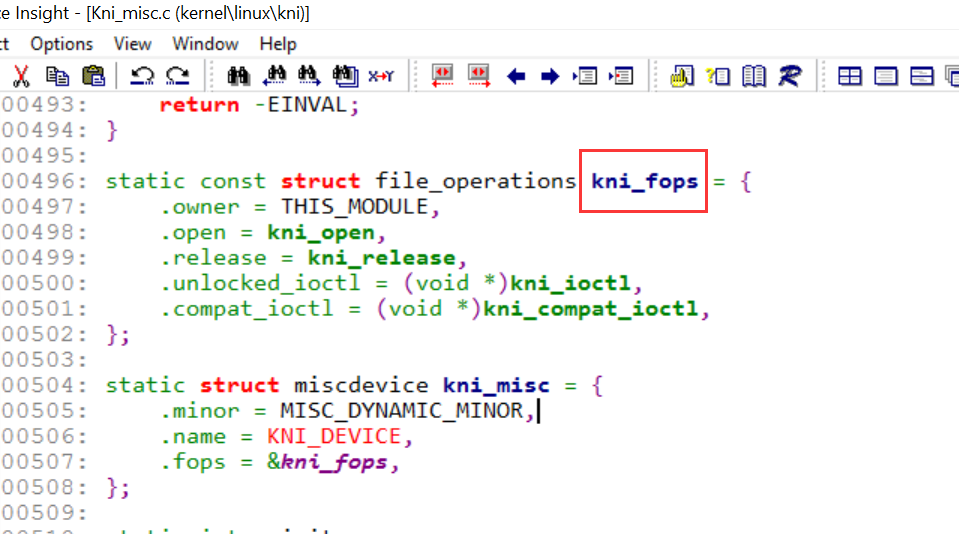 ce Insight - [Kni_misc.c (kernel\linux\kni)]
ct Options View Window Help
00493: return -EINVAL;
00494: }
00495:
00496: static const struct file_operations kni_fops = {
00497: .owner = THIS_MODULE,
00498: .open = kni_open,
00499: .release = kni_release,
00500: .unlocked_ioctl = (void *)kni_ioctl,
00501: .compat_ioctl = (void *)kni_compat_ioctl,
00502: };
00503:
00504: static struct miscdevice kni_misc = {
00505: .minor = MISC_DYNAMIC_MINOR,
00506: .name = KNI_DEVICE,
00507: .fops = &kni_fops,
00508: };
00509: